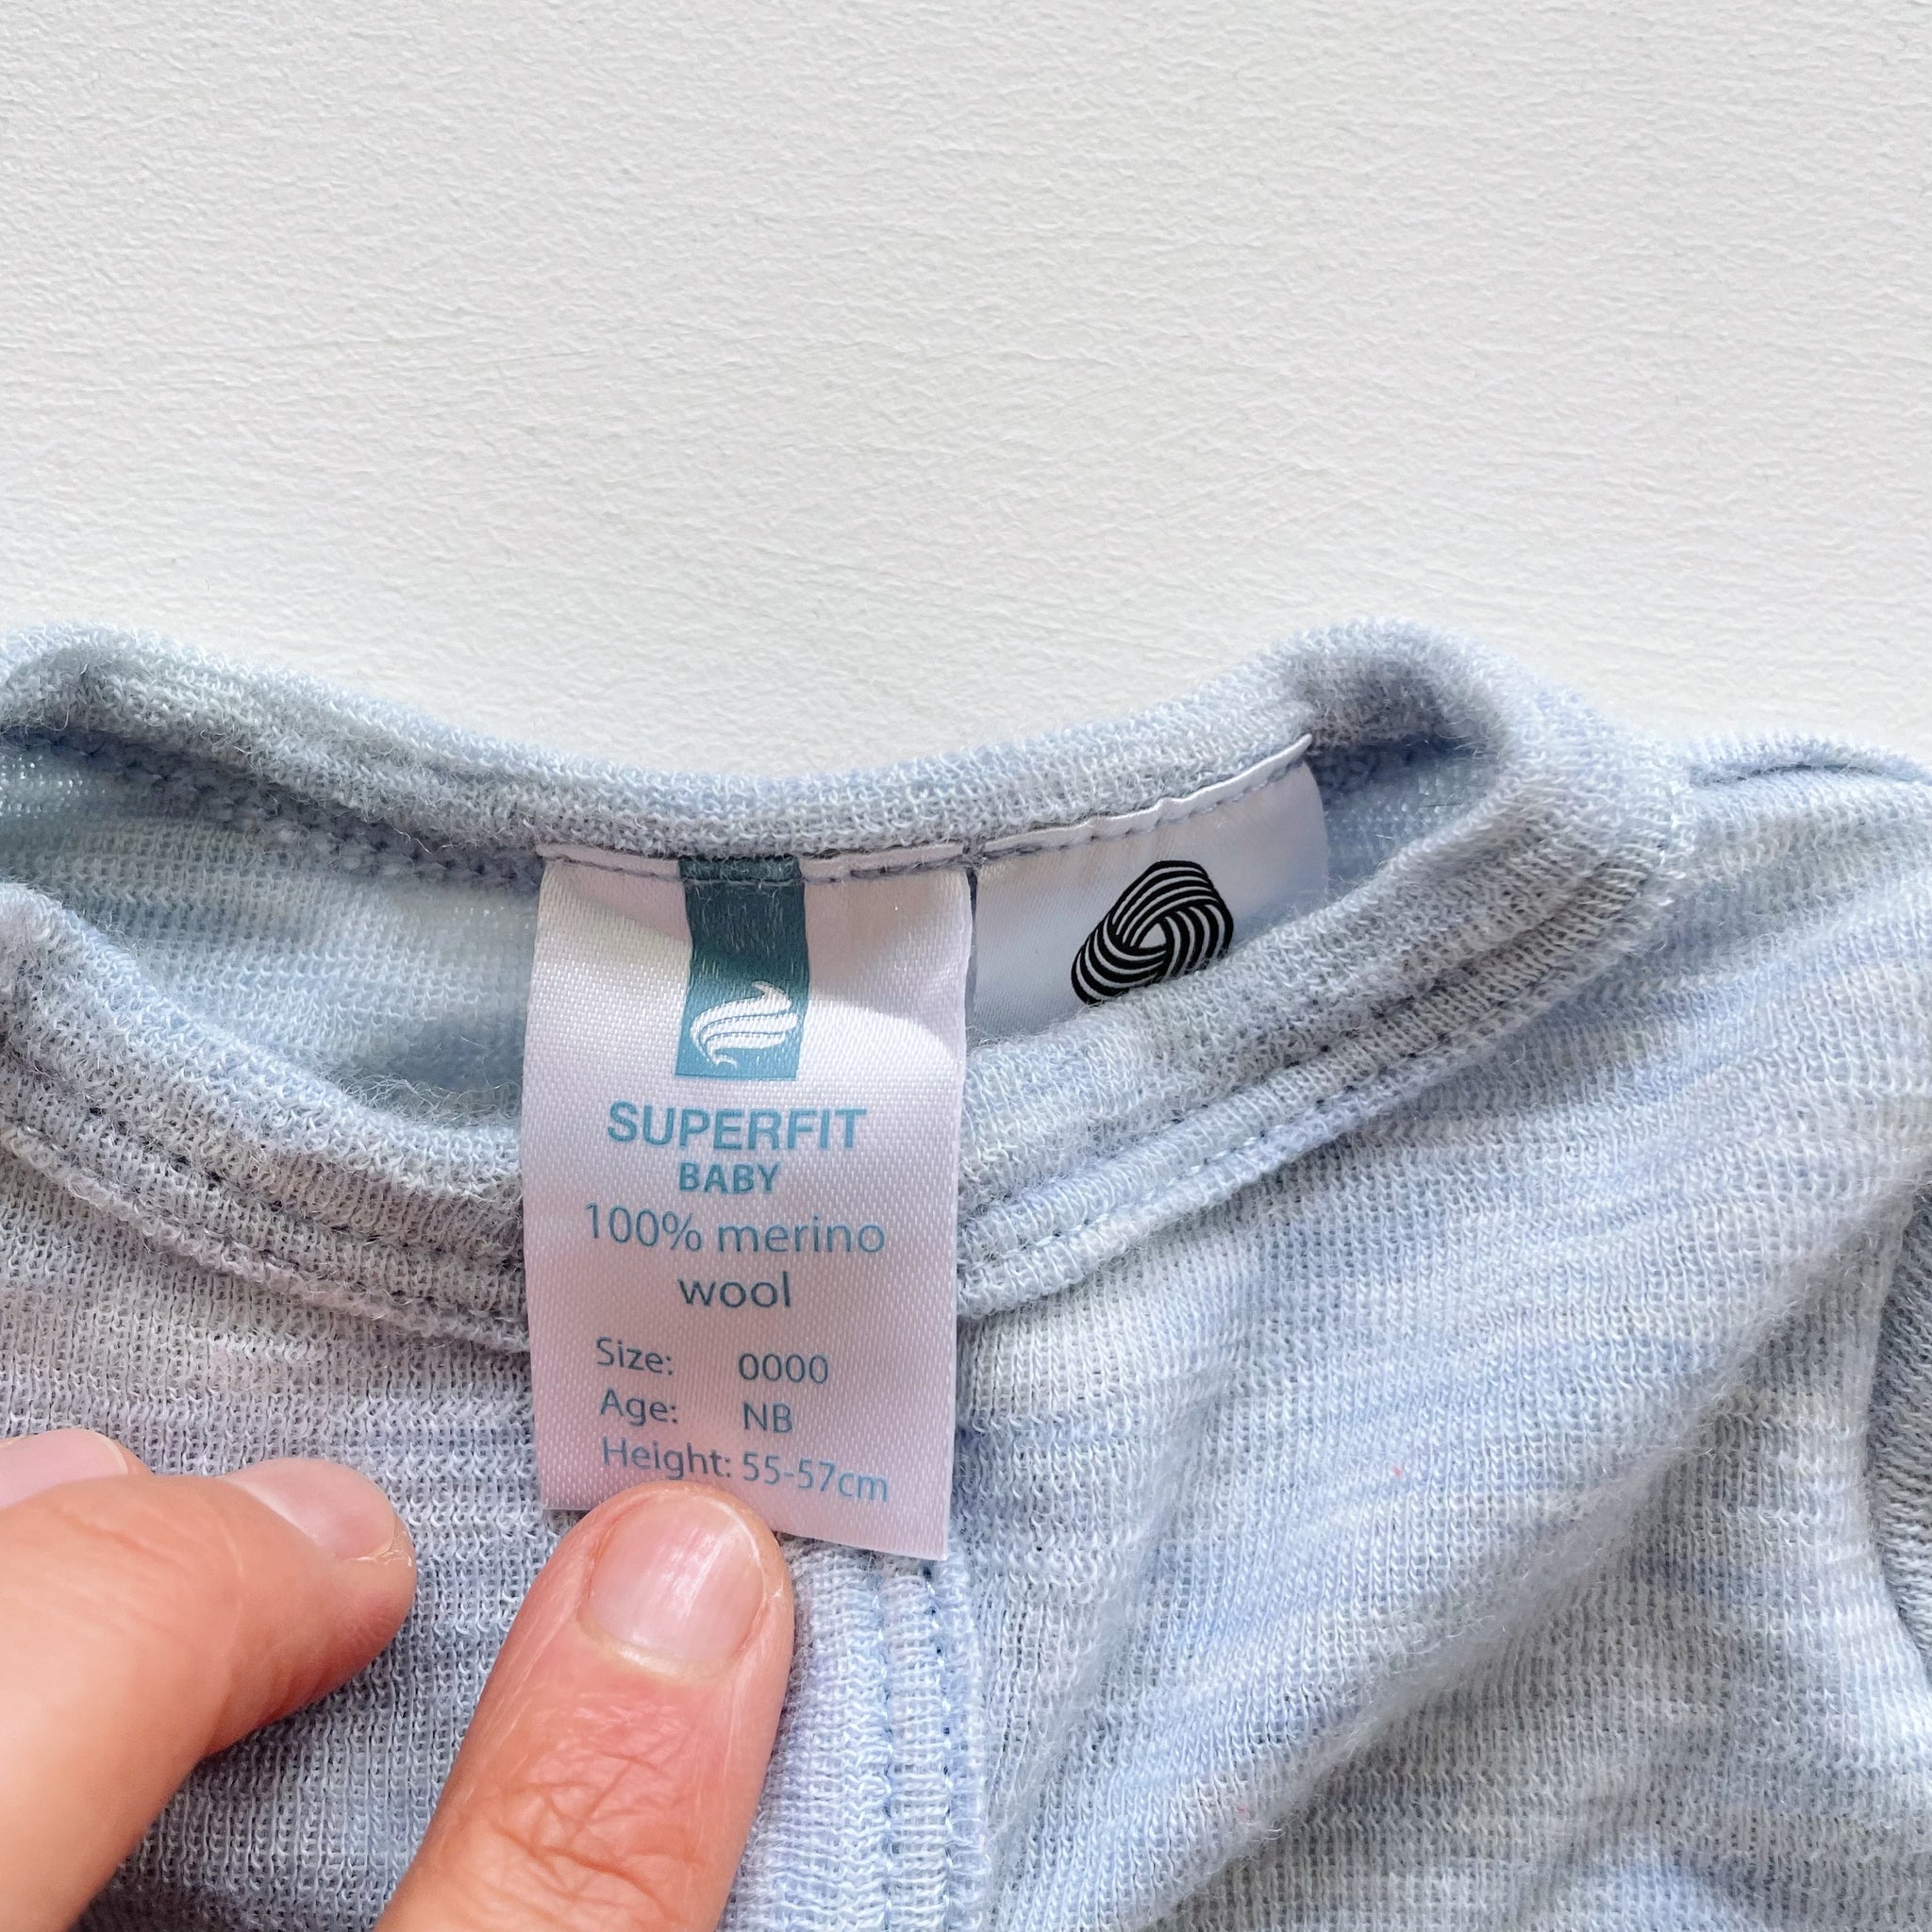 SUPERFIT
BABY
100% merino
wool
Size: 0000
Age: NB
Height: 55-57cm